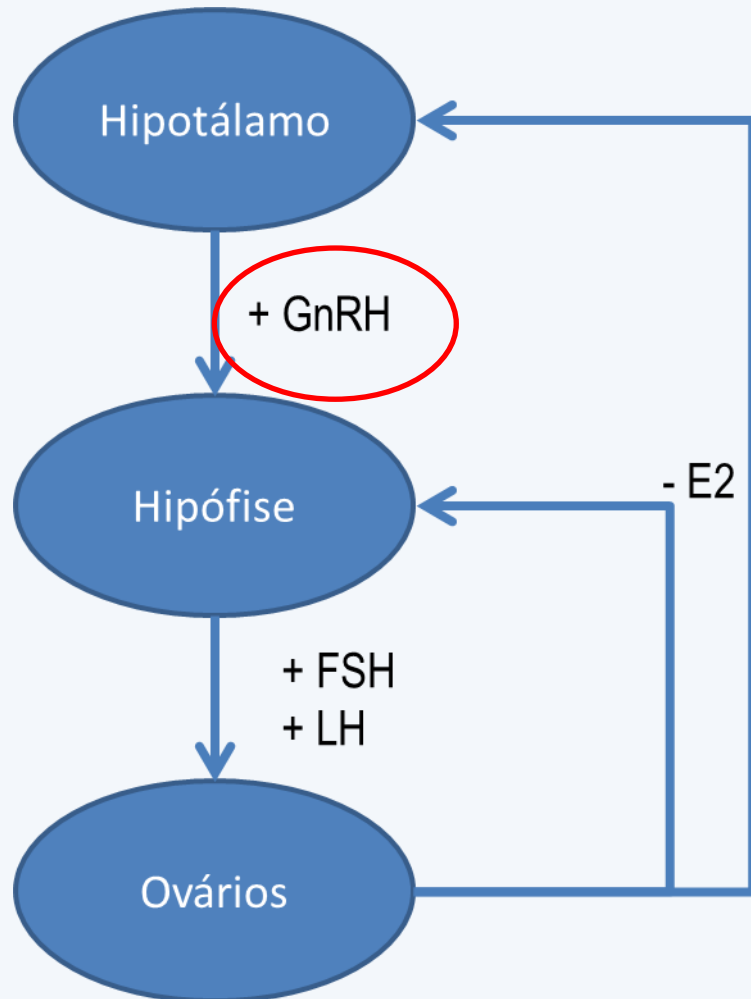 Hipotálamo
+ GnRH
Hipófise
- E2
+ FSH
+ LH
Ovários